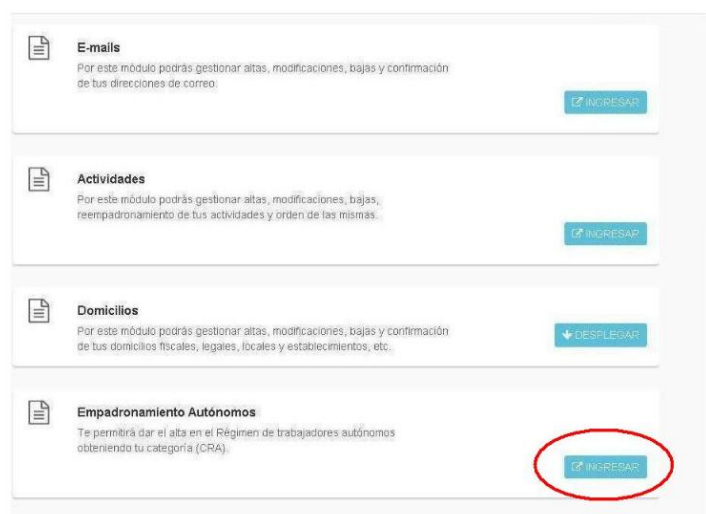 E-mails
Por este módulo podrás gestionar altas, modificaciones, bajas y confirmación
de tus direcciones de correo.
INGRESAR
Actividades
Por este módulo podrás gestionar altas, modificaciones, bajas,
reempadronamiento de tus actividades y orden de las mismas.
INGRESAR
Domicilios
Por este módulo podrás gestionar altas, modificaciones, bajas y confirmación
de tus domicilios fiscales, legales, locales y establecimientos, etc.
DESPLEGAR
Empadronamiento Autónomos
Te permitirá dar el alta en el Régimen de trabajadores autónomos
obteniendo tu categoría (CRA).
INGRESAR